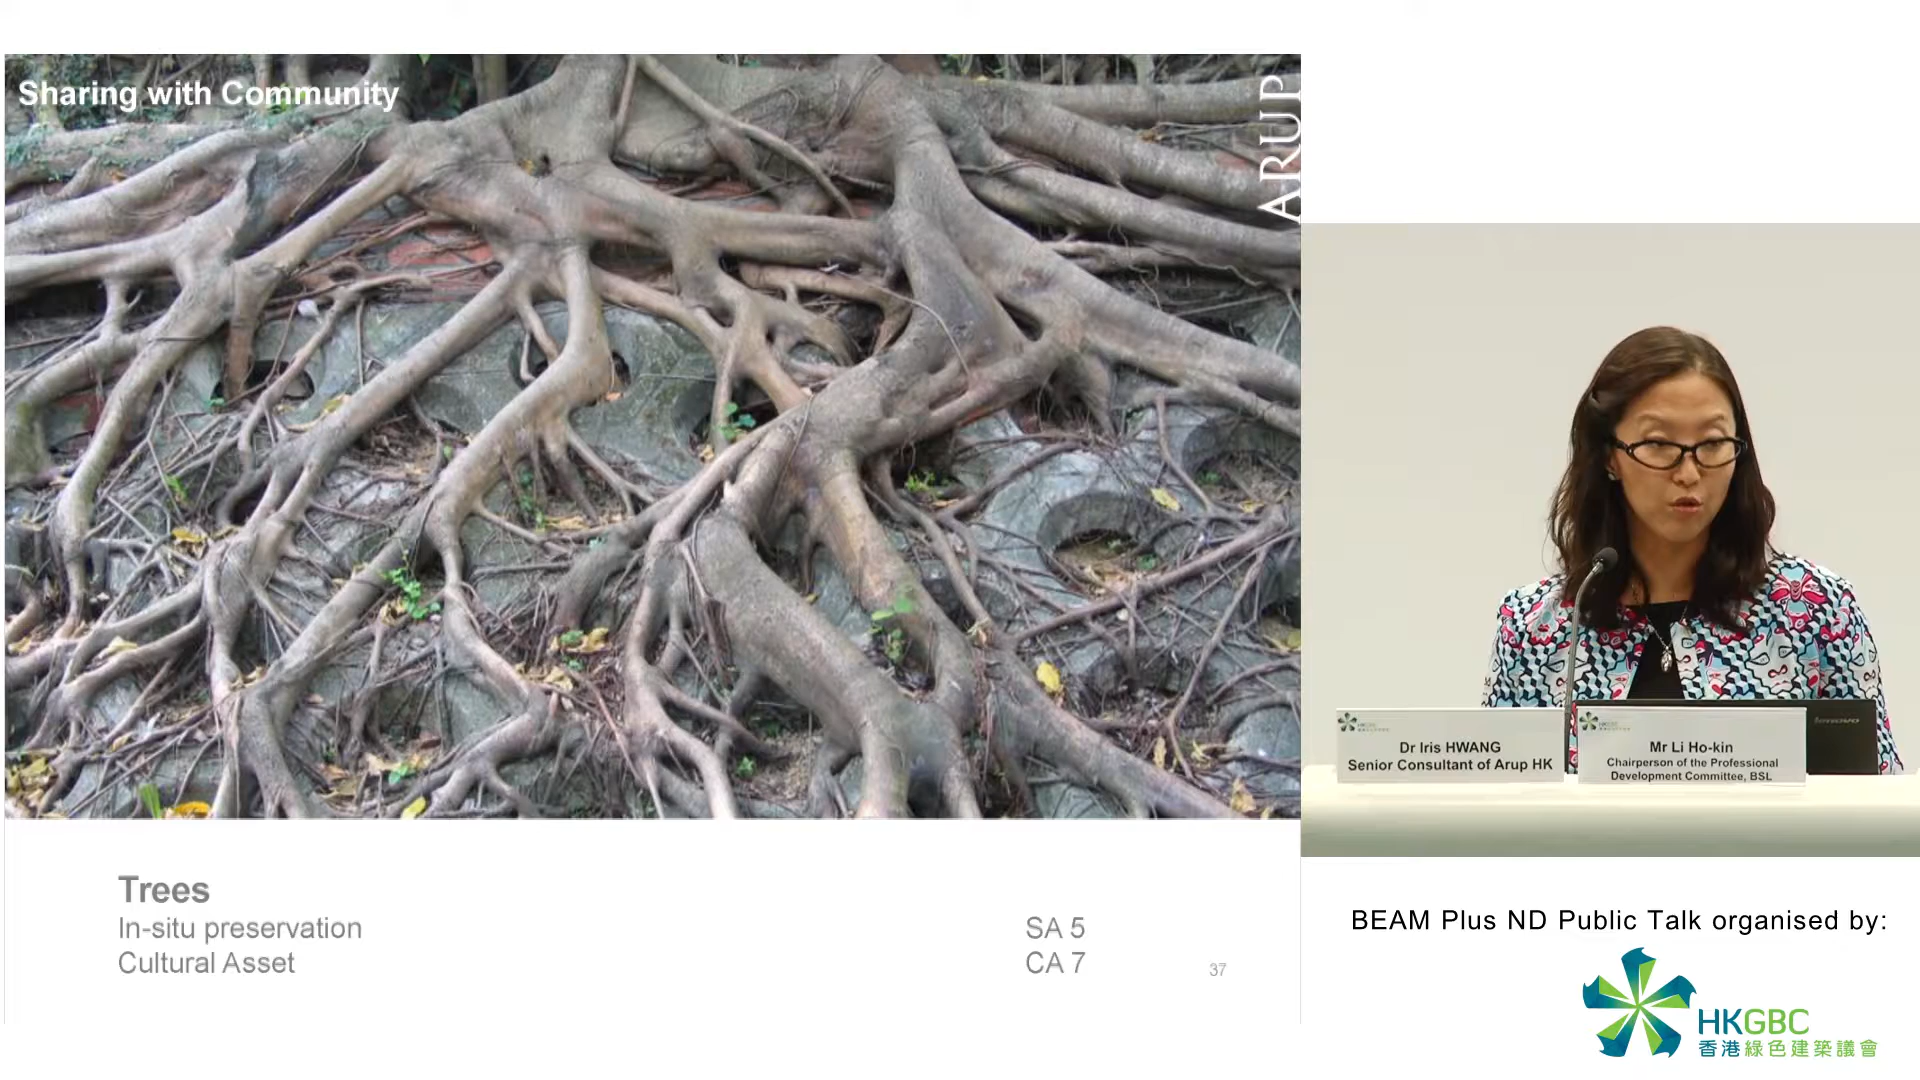 Sharing with Community
ARUP
Trees
In-situ preservation SA 5
Cultural Asset CA 7
37
Dr Iris HWANG
Senior Consultant of Arup HK
Mr Li Ho-kin
Chairperson of the Professional
Development Committee, BSL
lenovo
BEAM Plus ND Public Talk organised by:
HKGBC
香港綠色建築議會